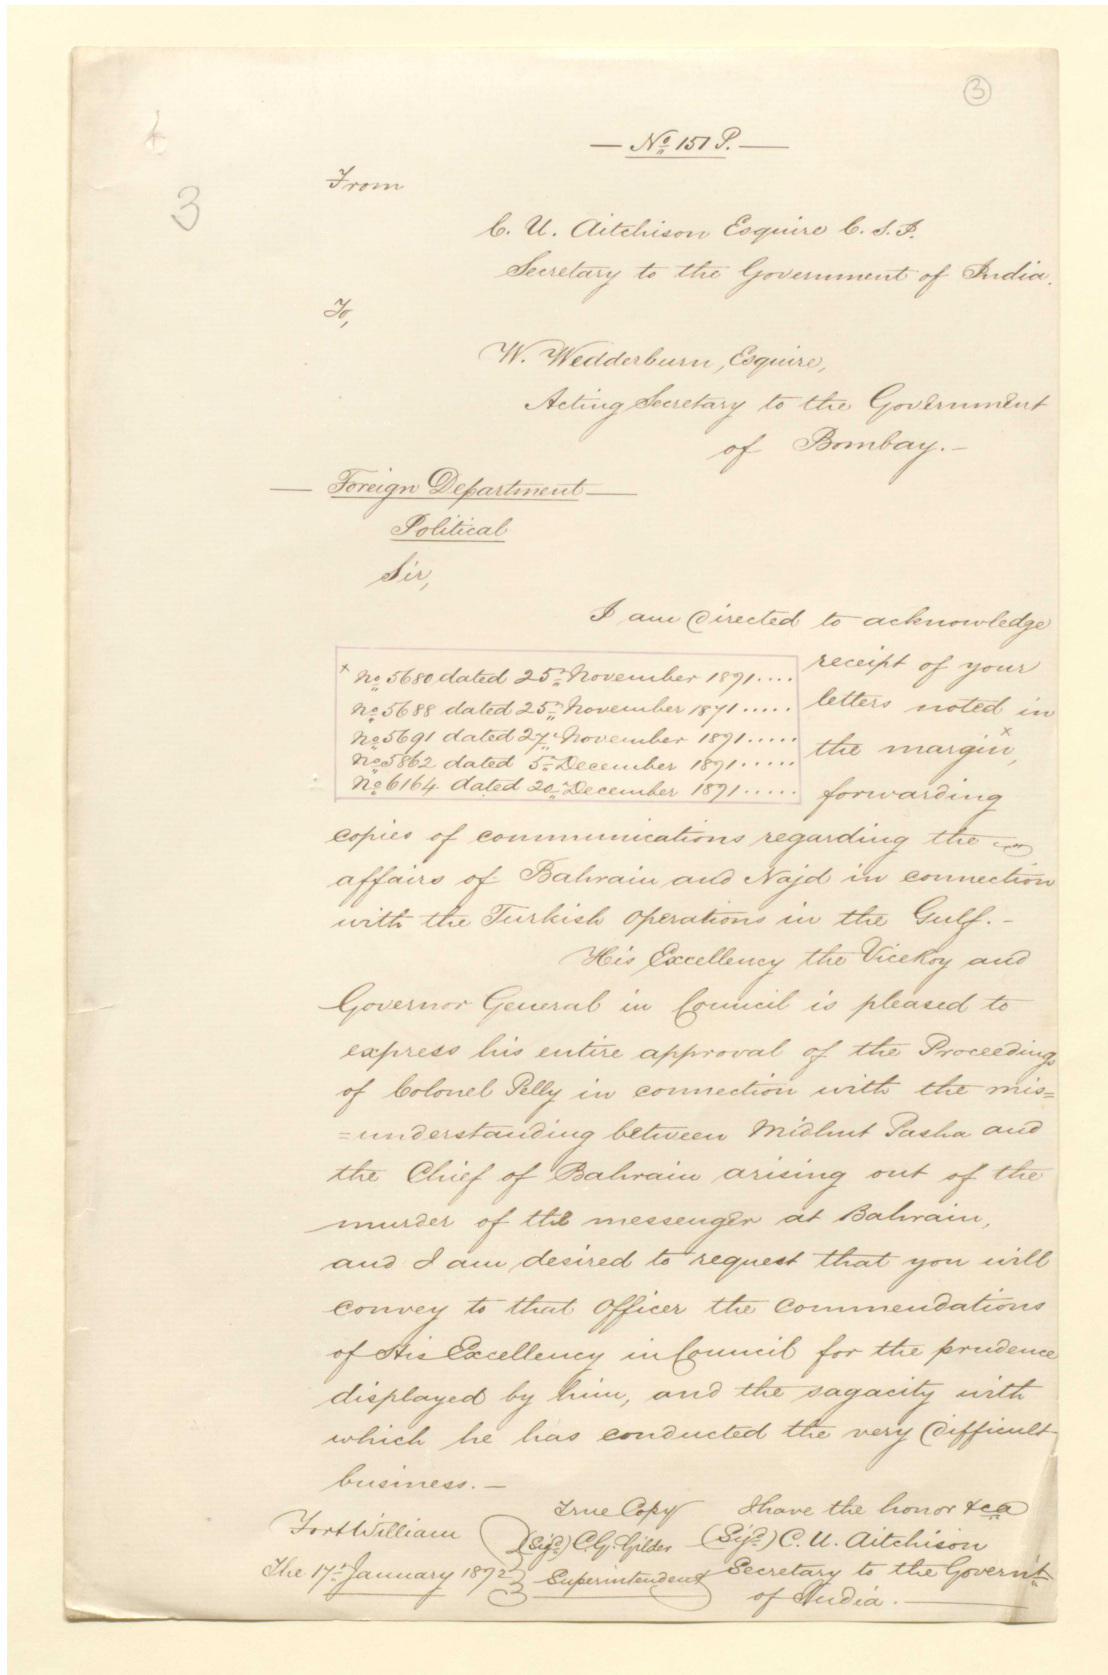 3
3
— No 151 P. —
From
C. U. Aitchison Esquire C. S. I.
Secretary to the Government of India.
To,
W. Wedderburn, Esquire,
Acting Secretary to the Government
of Bombay. –
— Foreign Department —
Political
Sir,
I am directed to acknowledge
receipt of your
letters noted in
the margin x,
forwarding
x No 5680 dated 25th November 1871....
No 5688 dated 25th November 1871.....
No 5691 dated 27th November 1871.....
No 5862 dated 5th December 1871.....
No 6164 dated 20th December 1871.....
copies of communications regarding the
affairs of Bahrain and Najd in connection
with the Turkish operations in the Gulf. –
His Excellency the Viceroy and
Governor General in Council is pleased to
express his entire approval of the Proceedings
of Colonel Pelly in connection with the mis=
=understanding between Midhut Pasha and
the Chief of Bahrain arising out of the
murder of the messenger at Bahrain,
and I am desired to request that you will
convey to that Officer the Commendations
of His Excellency in Council for the prudence
displayed by him, and the sagacity with
which he has conducted the very difficult
business. –
I have the honor &ca
(Sigd) C. U. Aitchison
Secretary to the Governt
of India. —
True Copy
(Sigd) C. G. Gilder
Superintendent
Fort William
The 17th January 1872